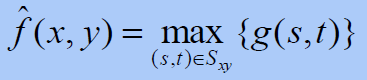 f̂(x, y) = max {g(s,t)}
(s,t)∈S_xy